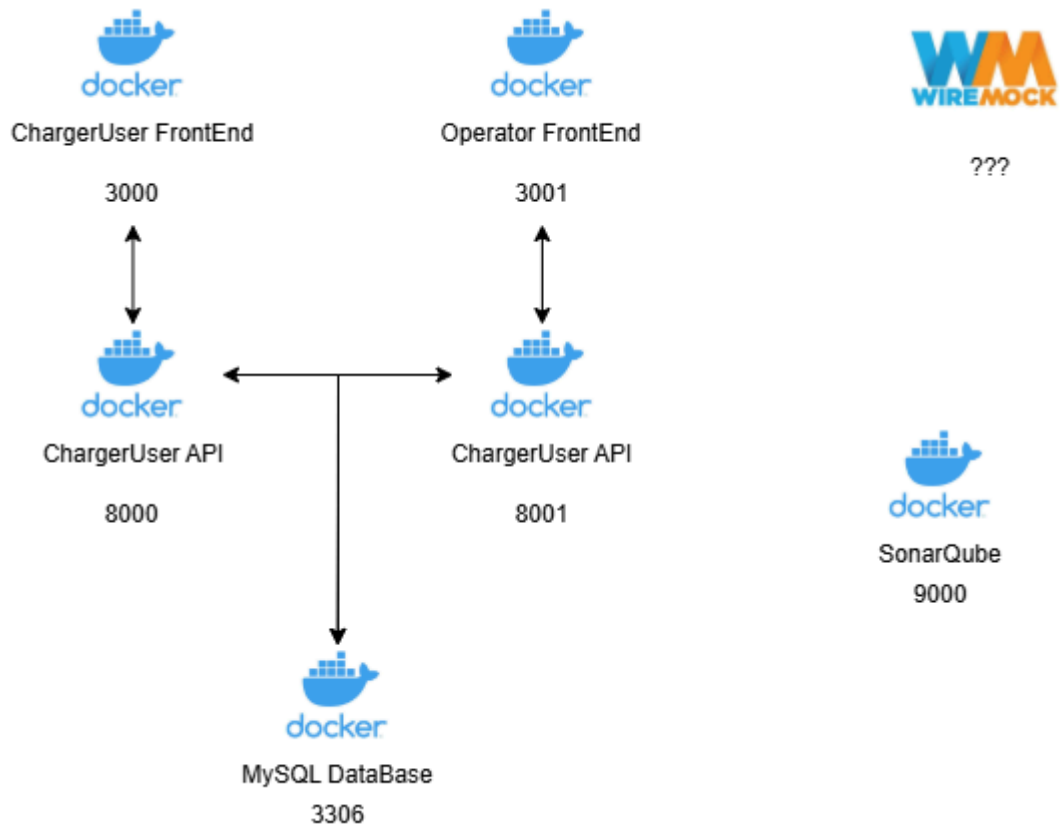 docker
ChargerUser FrontEnd
3000
docker
Operator FrontEnd
3001
WM
WIREMOCK
???
docker
ChargerUser API
8000
docker
ChargerUser API
8001
docker
SonarQube
9000
docker
MySQL DataBase
3306